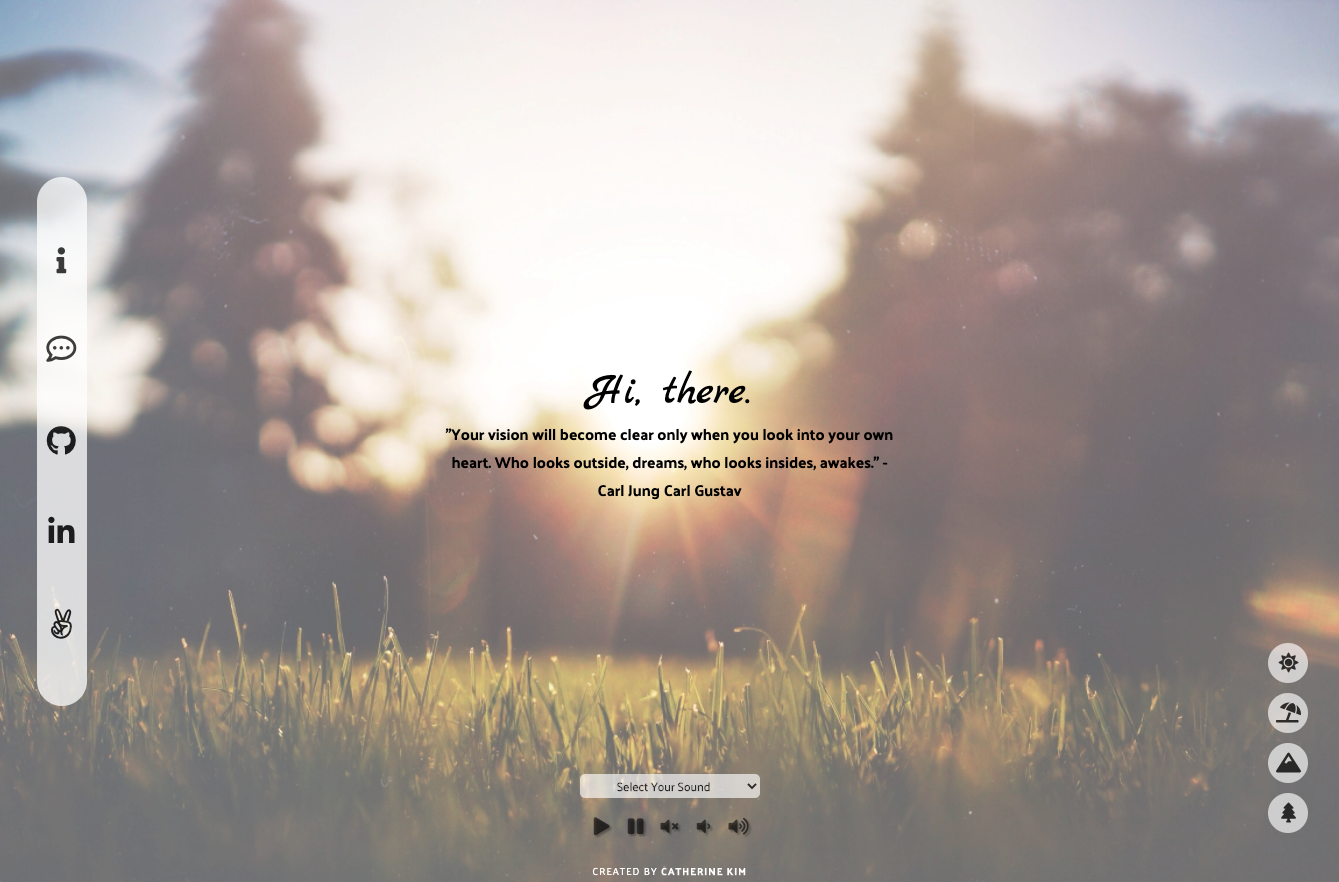 Hi, there.
"Your vision will become clear only when you look into your own
heart. Who looks outside, dreams, who looks insides, awakes." -
Carl Jung Carl Gustav
in
Select Your Sound
CREATED BY CATHERINE KIM